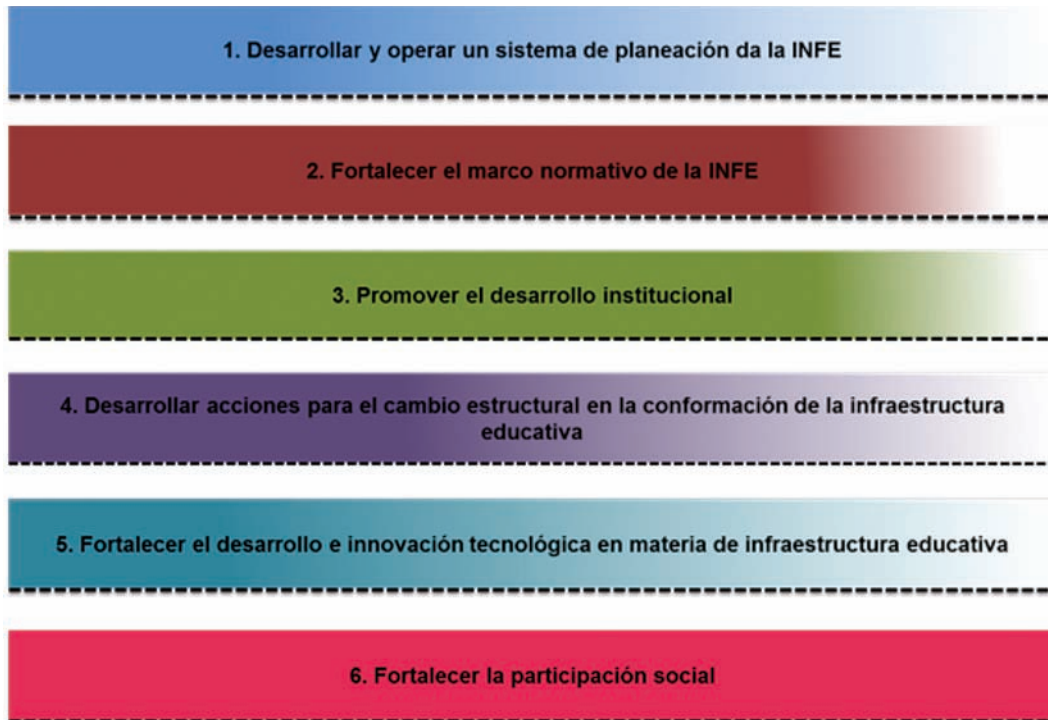 1. Desarrollar y operar un sistema de planeación da la INFE
2. Fortalecer el marco normativo de la INFE
3. Promover el desarrollo institucional
4. Desarrollar acciones para el cambio estructural en la conformación de la infraestructura
educativa
5. Fortalecer el desarrollo e innovación tecnológica en materia de infraestructura educativa
6. Fortalecer la participación social